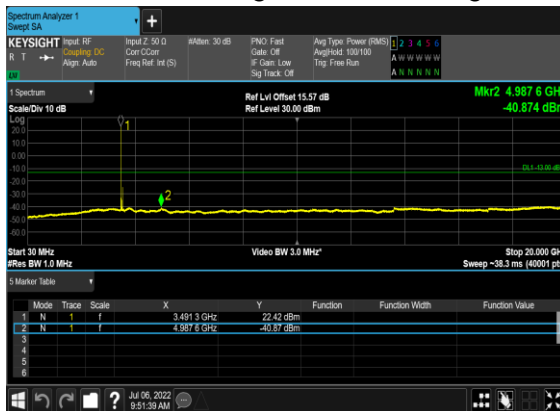 Spectrum Analyzer 1
Swept SA
KEYSIGHT Input: RF Input Z: 50 Ω #Atten: 30 dB PNO: Fast Avg Type: Power (RMS) 1 2 3 4 5 6
R T Coupling: DC Corr CCorr Gate: Off Avg|Hold: 100/100 A W W W W W
Align: Auto Freq Ref: Int (S) IF Gain: Low Trig: Free Run
Sig Track: Off A N N N N N
1 Spectrum Ref Lvl Offset 15.57 dB Mkr2 4.987 6 GH
Scale/Div 10 dB Ref Level 30.00 dBm -40.874 dBr
Log
20.0 1
10.0
0.00
-10.0 DL1 -13.00 dB
-20.0
-30.0 2
-40.0
-50.0
-60.0
Start 30 MHz Video BW 3.0 MHz* Stop 20.000 GH
#Res BW 1.0 MHz Sweep ~38.3 ms (40001 pt
5 Marker Table
Mode Trace Scale X Y Function Function Width Function Value
1 N 1 f 3.491 3 GHz 22.42 dBm
2 N 1 f 4.987 6 GHz -40.87 dBm
3
4
5
6
? Jul 06, 2022
9:51:39 AM